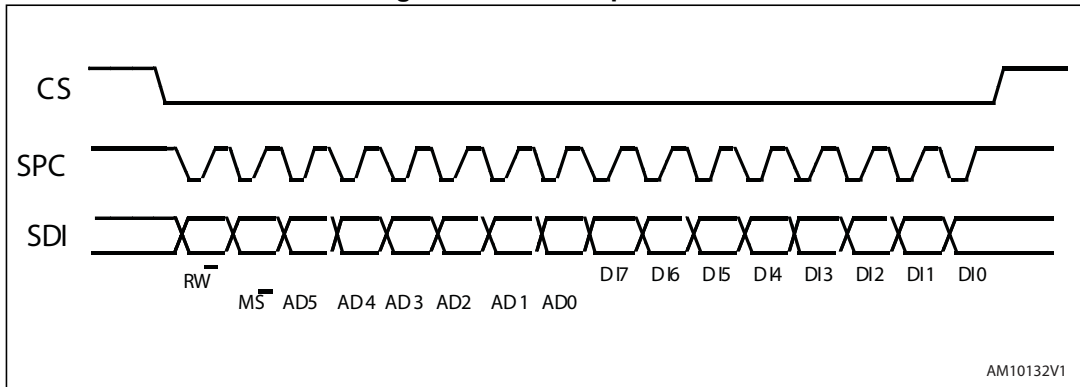 CS
SPC
SDI
RW
DI7 DI6 DI5 DI4 DI3 DI2 DI1 DI0
MS AD5 AD4 AD3 AD2 AD1 AD0
AM10132V1